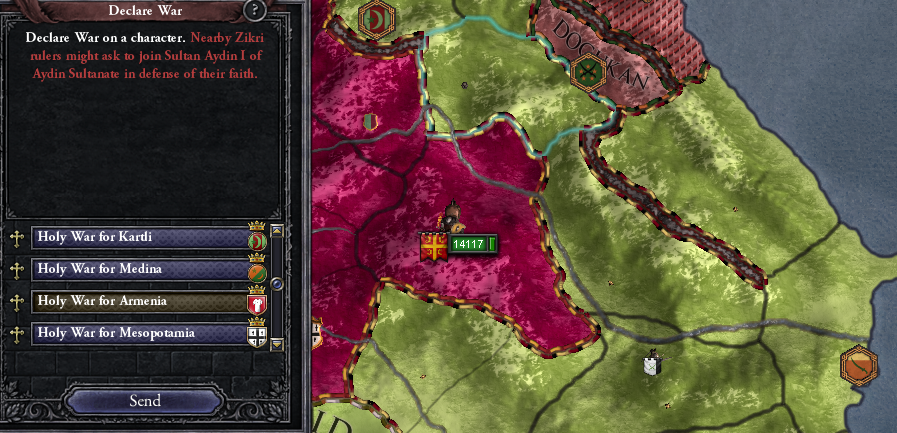 Declare War
?
Declare War on a character. Nearby Zikri
rulers might ask to join Sultan Aydin I of
Aydin Sultanate in defense of their faith.
Holy War for Kartli
Holy War for Medina
Holy War for Armenia
Holy War for Mesopotamia
Send
14117